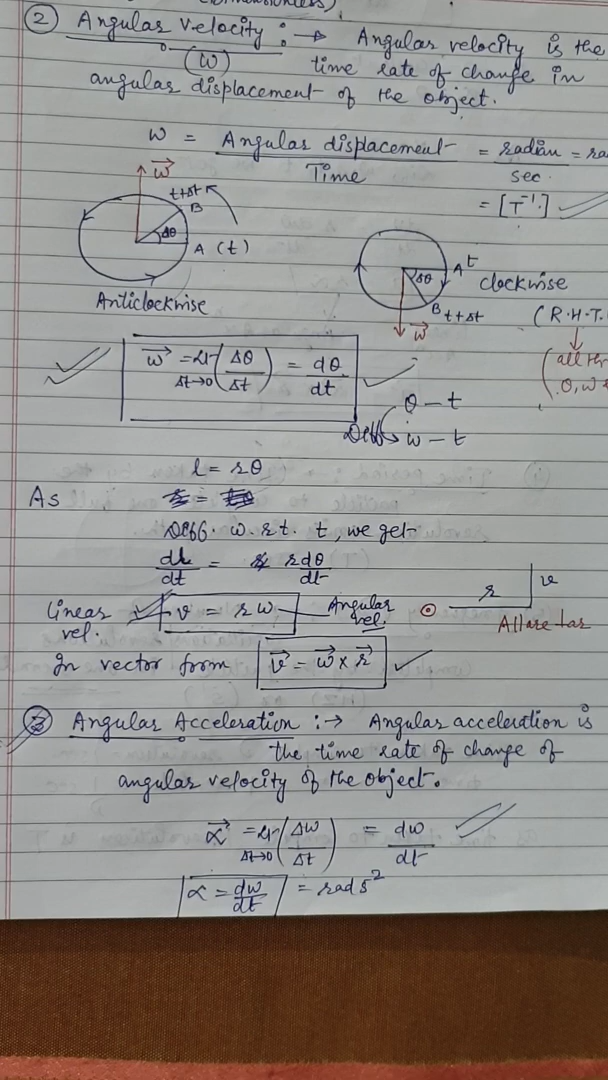 ② Angular Velocity :→ Angular velocity is the
(ω) time rate of change in
angular displacement of the object.
ω = Angular displacement / Time = radian / sec. = ra
= [T⁻¹]
ω⃗
t+Δt
B
Δθ
A (t)
Anticlockwise
Δθ
A t
B t+Δt
clockwise
ω⃗
(R.H.T.
ω⃗ = Lt Δt→0 (Δθ/Δt) = dθ/dt
θ - t
Diff> ω - t
As l = rθ
Diff. w.r.t. t, we get
dl/dt = r dθ/dt
linear vel. v = rω Angular vel.
r v
In vector from v⃗ = ω⃗ × r⃗
③ Angular Acceleration :→ Angular acceleration is
the time rate of change of
angular velocity of the object.
α⃗ = Lt Δt→0 (Δω/Δt) = dω/dt
α = dω/dt = rad s²